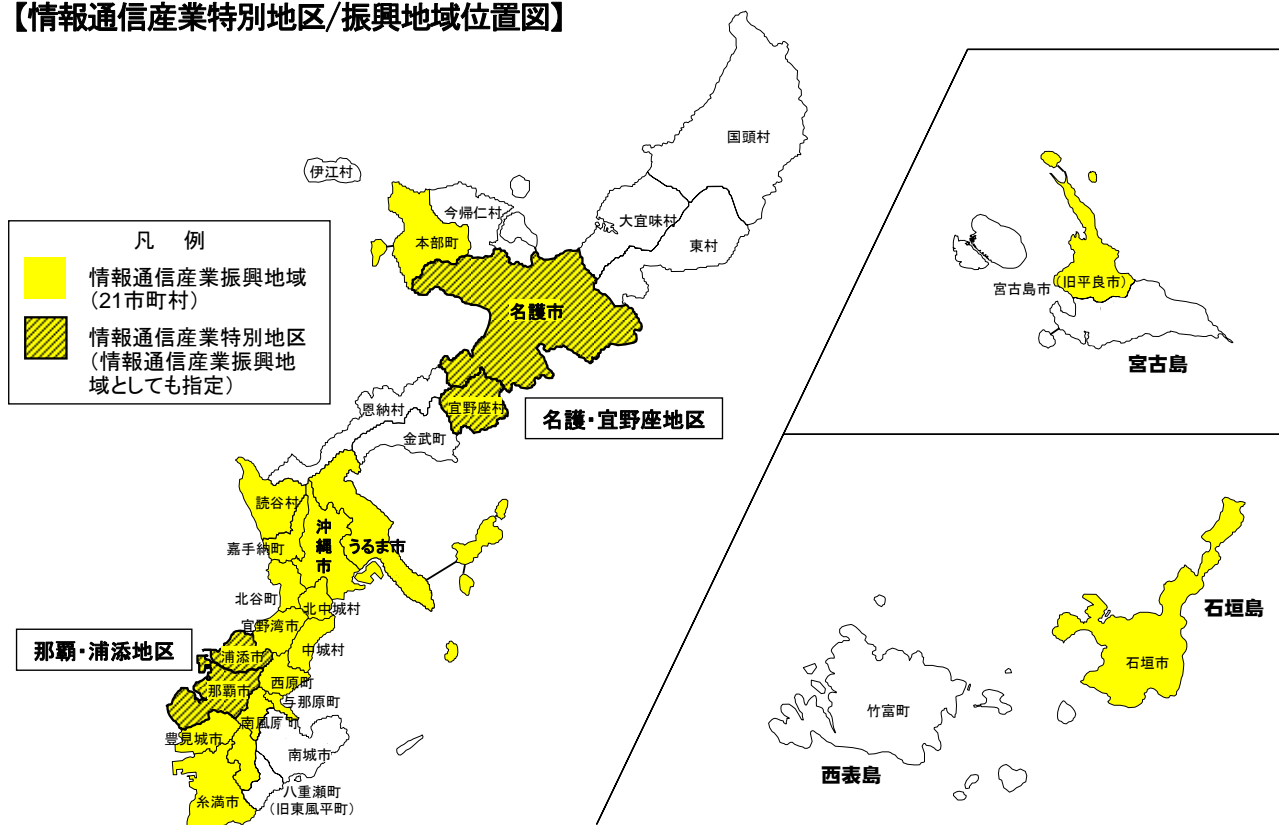 【情報通信産業特別地区/振興地域位置図】
国頭村
伊江村
今帰仁村
大宜味村
本部町
東村
凡 例
情報通信産業振興地域
（21市町村）
情報通信産業特別地区
（情報通信産業振興地
域としても指定）
名護市
宮古島市
（旧平良市）
宮古島
恩納村
宜野座村
名護・宜野座地区
金武町
読谷村
沖縄市
うるま市
嘉手納町
北谷町
北中城村
宜野湾市
那覇・浦添地区
浦添市
中城村
西原町
那覇市
与那原町
南風原町
豊見城市
南城市
八重瀬町
（旧東風平町）
糸満市
石垣島
石垣市
竹富町
西表島